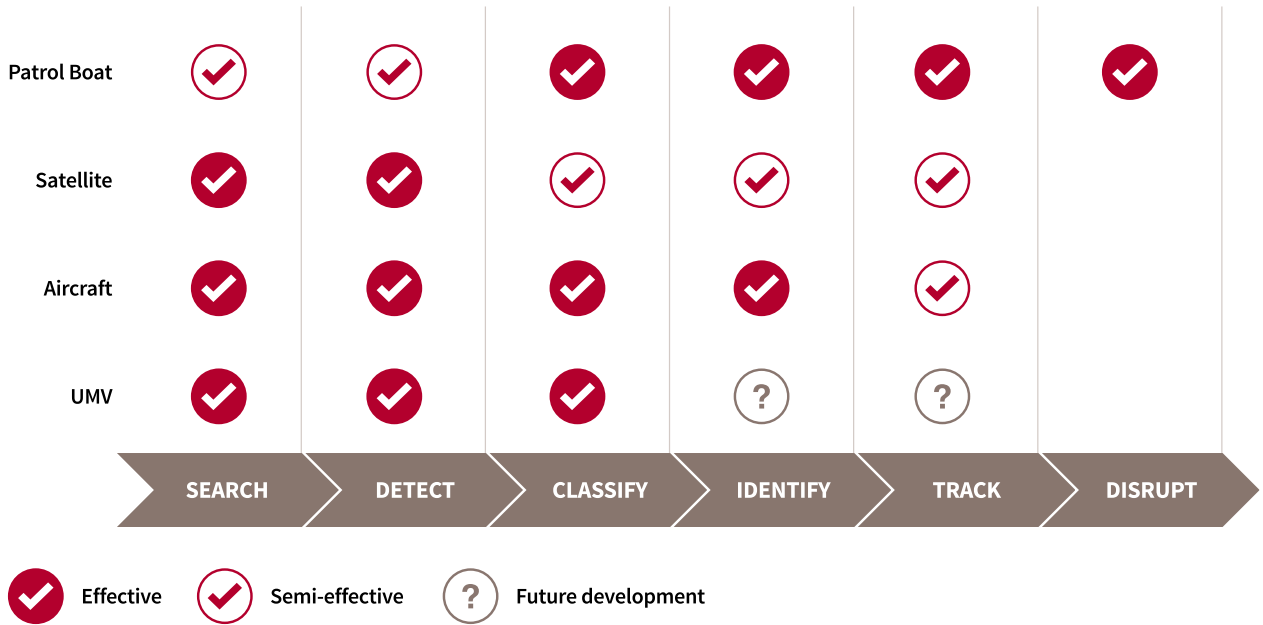 Patrol Boat
Satellite
Aircraft
UMV
? ?
SEARCH DETECT CLASSIFY IDENTIFY TRACK DISRUPT
Effective Semi-effective ? Future development